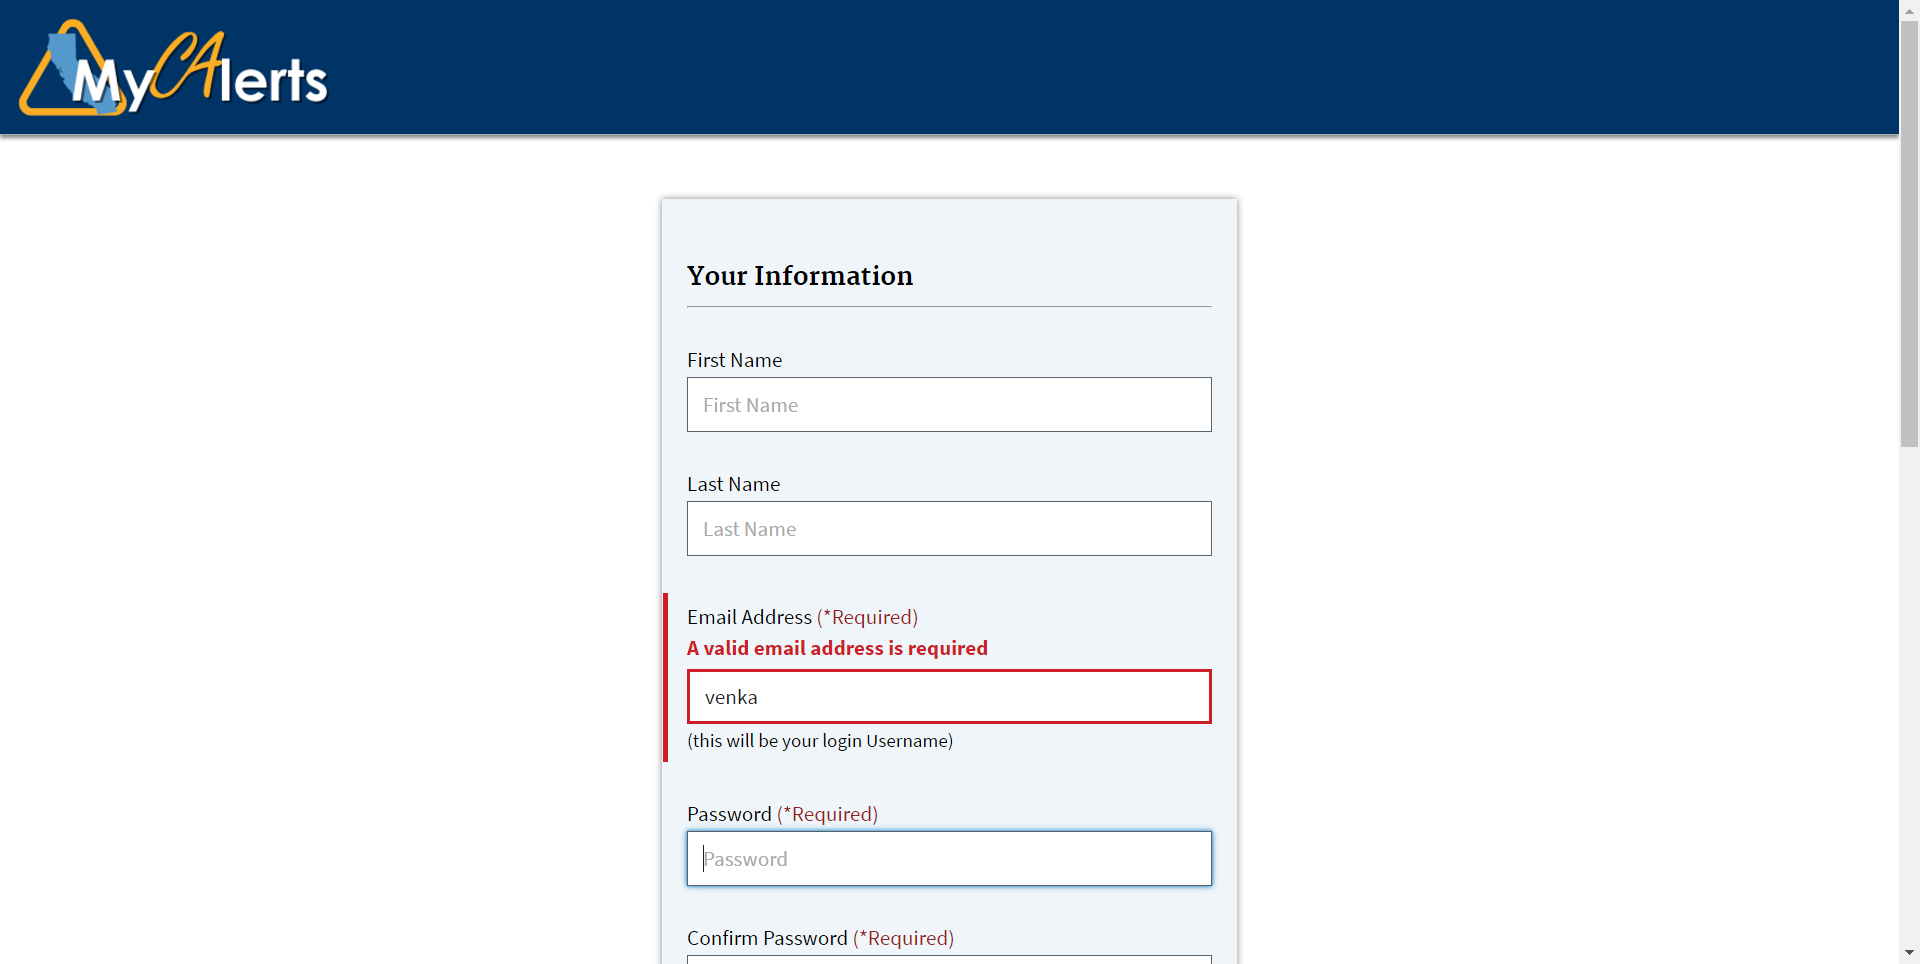 MyCAlerts
Your Information
First Name
First Name
Last Name
Last Name
Email Address (*Required)
A valid email address is required
venka
(this will be your login Username)
Password (*Required)
Password
Confirm Password (*Required)